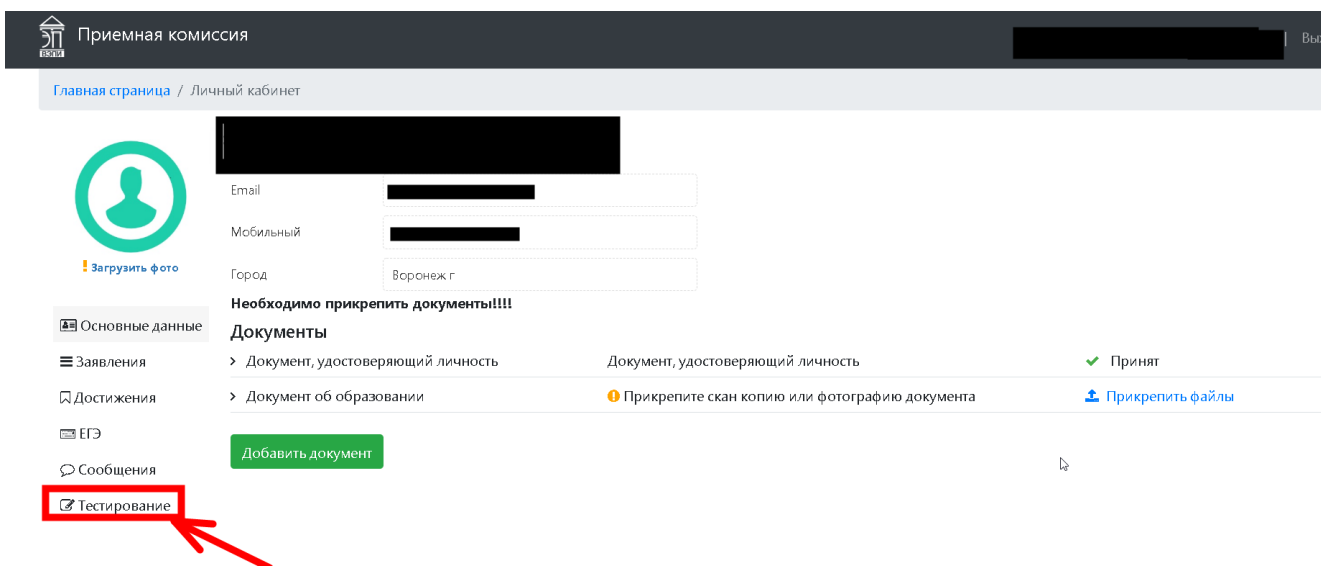 ЭП
ВЭПИ
Приемная комиссия
|
Главная страница / Личный кабинет
Email
Мобильный
Загрузить фото
Город
Воронеж г
Необходимо прикрепить документы!!!!
Основные данные
Документы
Заявления
Документ, удостоверяющий личность
Документ, удостоверяющий личность
Принят
Достижения
Документ об образовании
Прикрепите скан копию или фотографию документа
Прикрепить файлы
ЕГЭ
Добавить документ
Сообщения
Тестирование